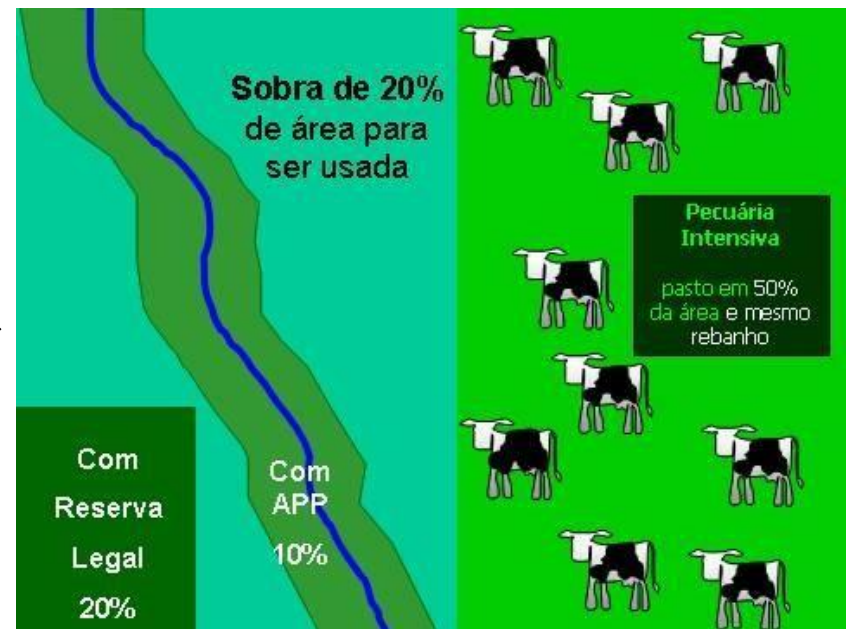 Sobra de 20%
de área para
ser usada
Pecuária
Intensiva
pasto em 50%
da área e mesmo
rebanho
Com
Reserva
Legal
20%
Com
APP
10%